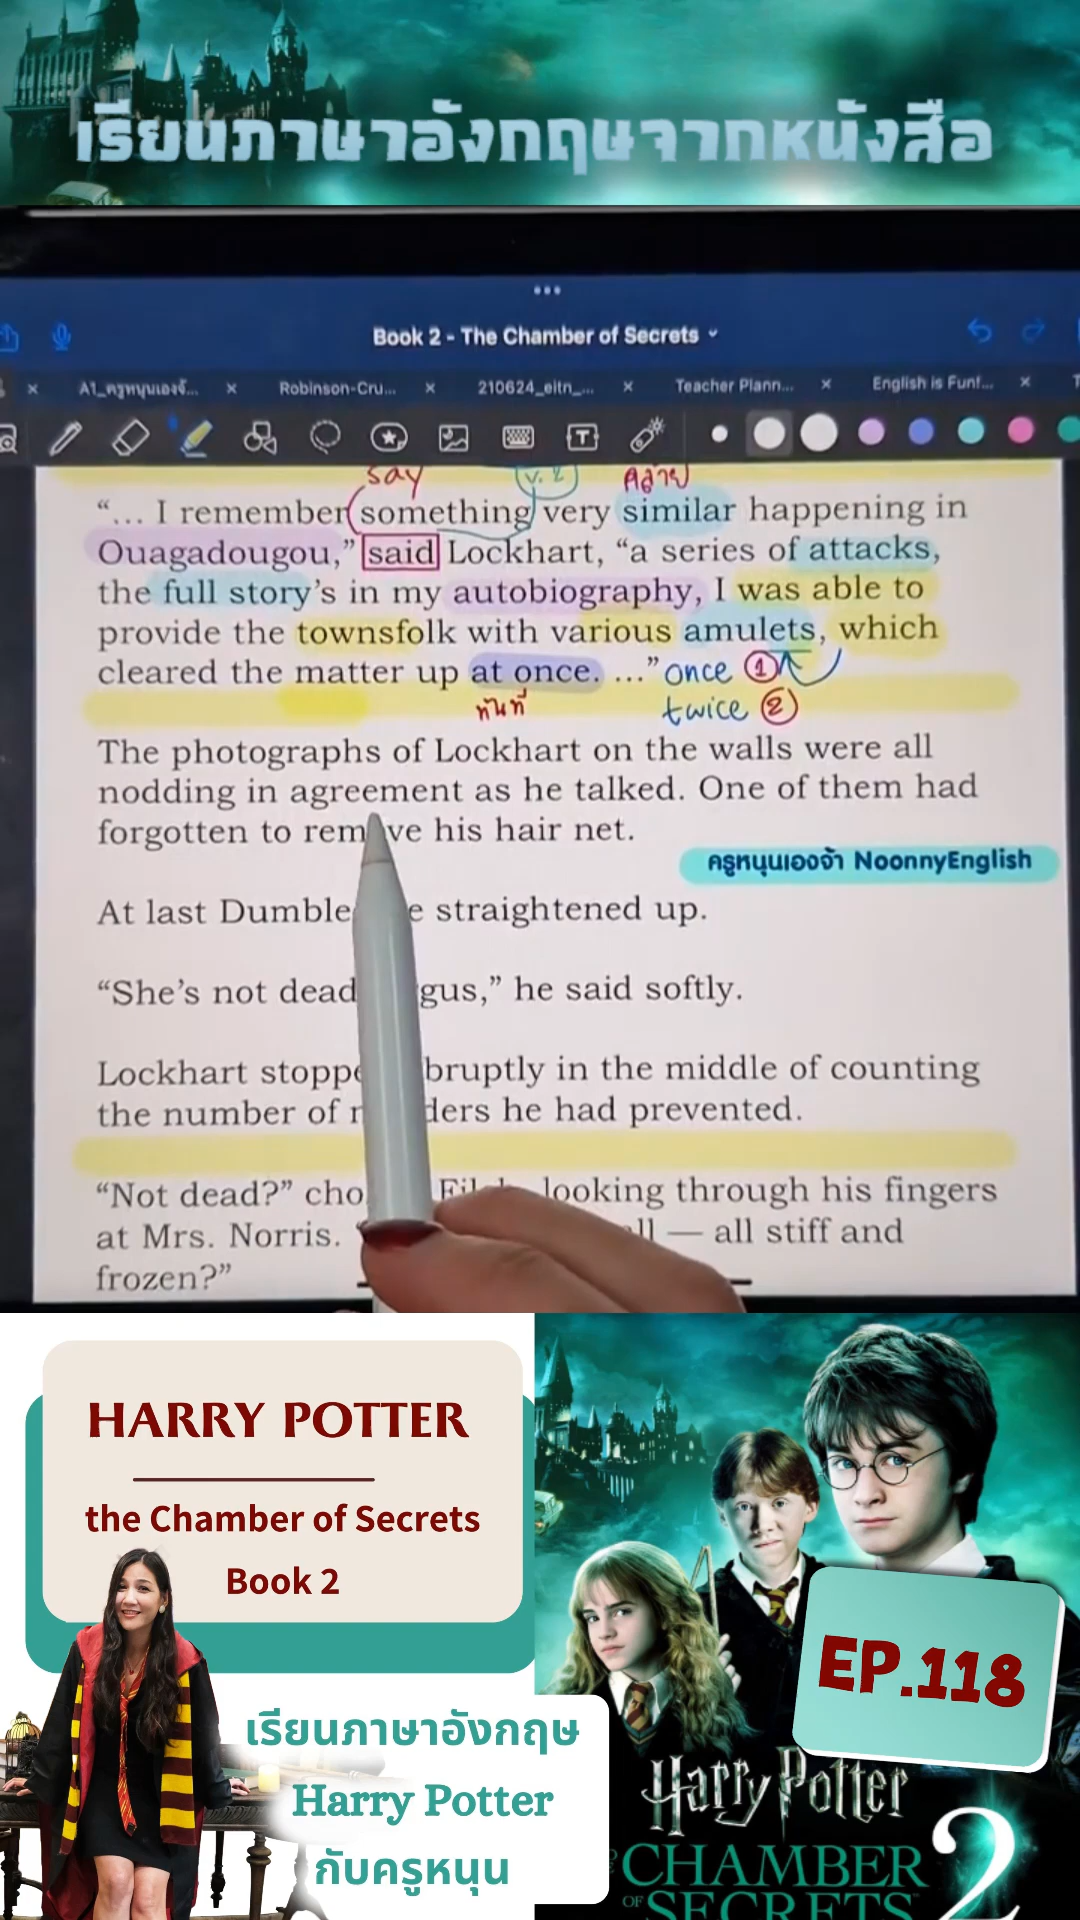 เรียนภาษาอังกฤษจากหนังสือ
Book 2 - The Chamber of Secrets
A1_ครูหนุนเองจ้... × Robinson-Cru... × 210624_eitn_... × Teacher Plann... × English is Fun!... ×
say v. 2 คล้าย
“... I remember something very similar happening in
Ouagadougou,” said Lockhart, “a series of attacks,
the full story’s in my autobiography, I was able to
provide the townsfolk with various amulets, which
cleared the matter up at once. ...” once 1
ทันที twice 2
The photographs of Lockhart on the walls were all
nodding in agreement as he talked. One of them had
forgotten to remove his hair net.
ครูหนุนเองจ้า NoonnyEnglish
At last Dumble e straightened up.
“She’s not dead gus,” he said softly.
Lockhart stoppe bruptly in the middle of counting
the number of ders he had prevented.
“Not dead?” cho looking through his fingers
at Mrs. Norris. ll — all stiff and
frozen?”
HARRY POTTER
the Chamber of Secrets
Book 2
EP.118
เรียนภาษาอังกฤษ
Harry Potter
กับครูหนุน
Harry Potter
CHAMBER
OF SECRETS
2